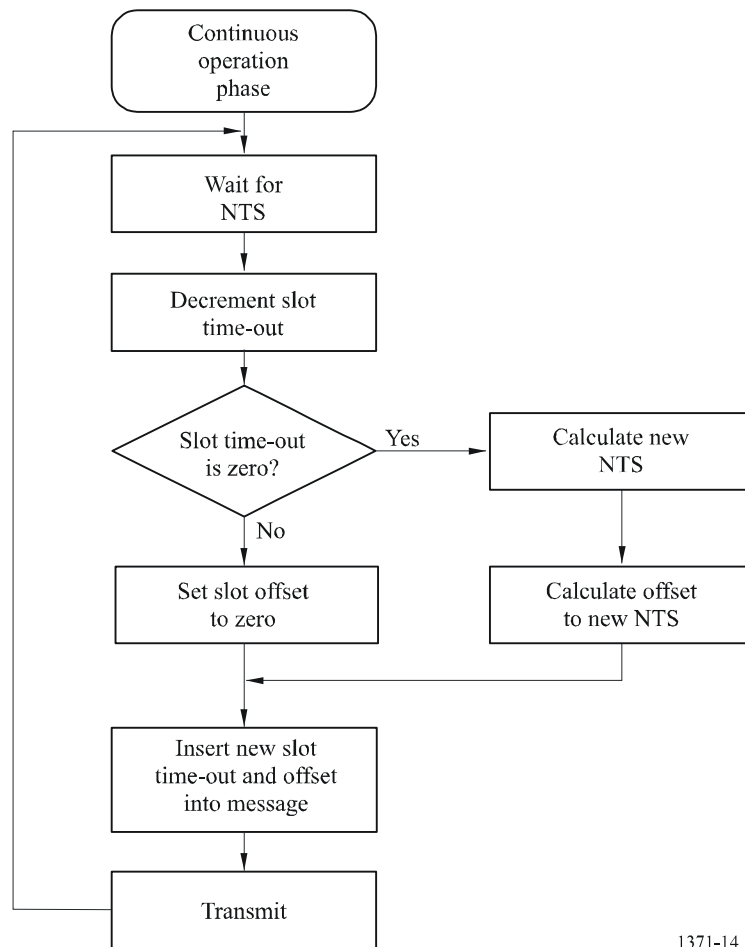 Continuous
operation
phase
Wait for
NTS
Decrement slot
time-out
Slot time-out
is zero?
Yes
Calculate new
NTS
No
Set slot offset
to zero
Calculate offset
to new NTS
Insert new slot
time-out and offset
into message
Transmit
1371-14